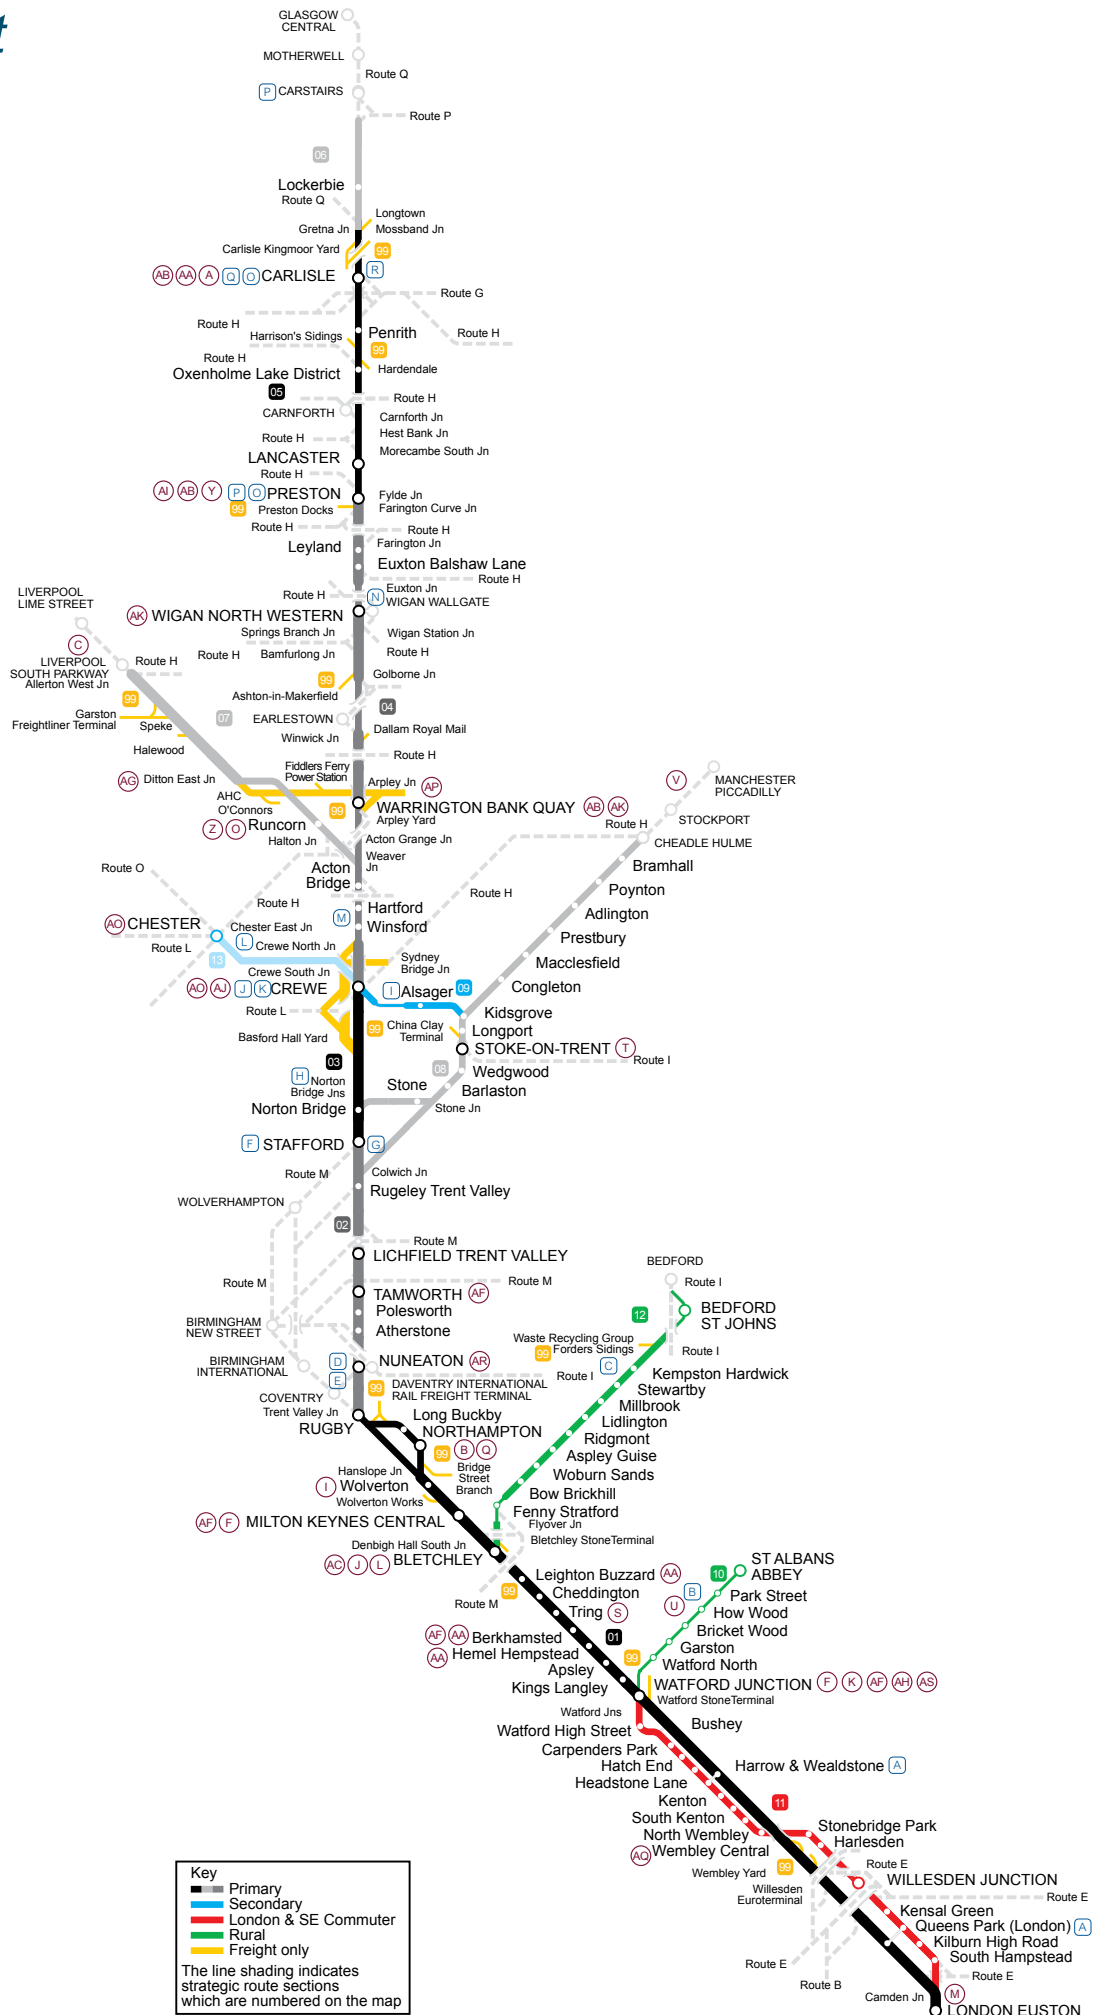 t
GLASGOW
CENTRAL
MOTHERWELL
Route Q
P CARSTAIRS
Route P
06
Lockerbie
Route Q
Longtown
Gretna Jn
Mossband Jn
Carlisle Kingmoor Yard
99
R
AB AA A Q O CARLISLE
Route G
Route H
Harrison's Sidings
Penrith
Route H
99
Route H
Hardendale
Oxenholme Lake District
05
Route H
CARNFORTH
Carnforth Jn
Hest Bank Jn
Route H
Morecambe South Jn
LANCASTER
Route H
AI AB Y P O PRESTON
Fylde Jn
99
Preston Docks
Farington Curve Jn
Route H
Route H
Farington Jn
Leyland
Euxton Balshaw Lane
Route H
Euxton Jn
Route H
N
WIGAN WALLGATE
LIVERPOOL
LIME STREET
AK WIGAN NORTH WESTERN
Springs Branch Jn
Wigan Station Jn
C
Route H
Bamfurlong Jn
Route H
LIVERPOOL
SOUTH PARKWAY
Route H
Allerton West Jn
Golborne Jn
99
99
Ashton-in-Makerfield
Garston
Freightliner Terminal
Speke
07
EARLESTOWN
04
Dallam Royal Mail
Halewood
Winwick Jn
Route H
Fiddlers Ferry
Power Station
AG Ditton East Jn
Arpley Jn AP
V
MANCHESTER
PICCADILLY
AHC
O'Connors
99
WARRINGTON BANK QUAY AB AK
STOCKPORT
Z O Runcorn
Arpley Yard
Route H
Halton Jn
Acton Grange Jn
CHEADLE HULME
Weaver
Jn
Acton
Bridge
Bramhall
Route O
Route H
Poynton
Route H
Hartford
Adlington
M
Winsford
AO CHESTER
Chester East Jn
Prestbury
Route L
L
Crewe North Jn
13
Sydney
Bridge Jn
Macclesfield
Crewe South Jn
AO AJ J K CREWE
I Alsager 09
Congleton
Route L
Kidsgrove
Basford Hall Yard
99
China Clay
Terminal
Longport
STOKE-ON-TRENT T
Route I
03
08
Wedgwood
H Norton
Bridge Jns
Stone
Barlaston
Norton Bridge
Stone Jn
F STAFFORD G
Route M
Colwich Jn
Rugeley Trent Valley
WOLVERHAMPTON
02
Route M
LICHFIELD TRENT VALLEY
BEDFORD
Route M
Route M
Route I
TAMWORTH AF
BEDFORD
ST JOHNS
Polesworth
12
BIRMINGHAM
NEW STREET
Atherstone
Waste Recycling Group
Forders Sidings
99
Route I
D
NUNEATON AR
BIRMINGHAM
INTERNATIONAL
C
Kempston Hardwick
E
Route I
Stewartby
99
DAVENTRY INTERNATIONAL
RAIL FREIGHT TERMINAL
Millbrook
COVENTRY
Trent Valley Jn
Long Buckby
Lidlington
RUGBY
NORTHAMPTON
Ridgmont
99 B Q
Aspley Guise
Hanslope Jn
Bridge
Street
Branch
Woburn Sands
I Wolverton
Bow Brickhill
Wolverton Works
Fenny Stratford
AF F MILTON KEYNES CENTRAL
Flyover Jn
Bletchley StoneTerminal
Denbigh Hall South Jn
AC J L BLETCHLEY
ST ALBANS
ABBEY
Leighton Buzzard AA
10
99
Cheddington
B
Park Street
Route M
Tring S
U
How Wood
AF AA Berkhamsted
01
Bricket Wood
AA Hemel Hempstead
Garston
99
Apsley
Watford North
Kings Langley
WATFORD JUNCTION F K AF AH AS
Watford StoneTerminal
Watford Jns
Bushey
Watford High Street
Carpenders Park
Hatch End
Harrow & Wealdstone A
Headstone Lane
Kenton
11
South Kenton
Stonebridge Park
North Wembley
Harlesden
AQ Wembley Central
Route E
Wembley Yard
99
WILLESDEN JUNCTION
Willesden
Euroterminal
Route E
Kensal Green
Queens Park (London) A
Kilburn High Road
South Hampstead
Route E
Route E
Route B
M
Camden Jn
LONDON EUSTON
Key
Primary
Secondary
London & SE Commuter
Rural
Freight only
The line shading indicates
strategic route sections
which are numbered on the map